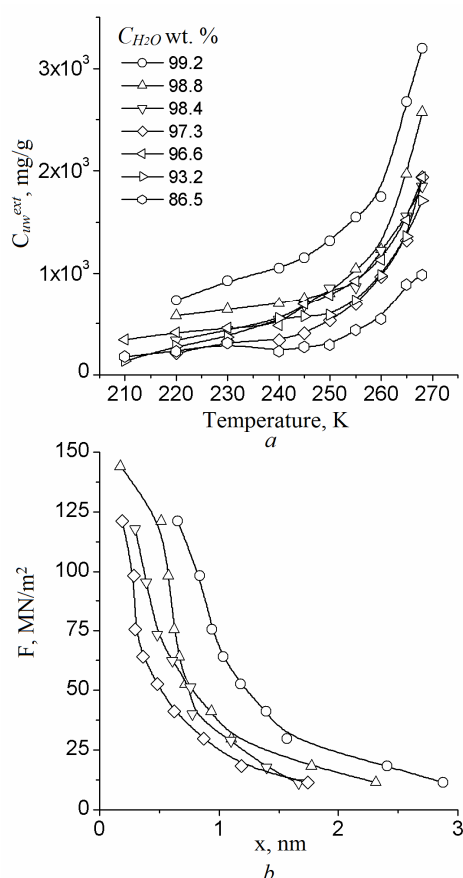 C_H2O wt. %
99.2
98.8
98.4
97.3
96.6
93.2
86.5
3x10³
2x10³
1x10³
0
C_uw^ext, mg/g
210 220 230 240 250 260 270
Temperature, K
a
150
125
100
75
50
25
0
F, MN/m²
0 1 2 3
x, nm
b